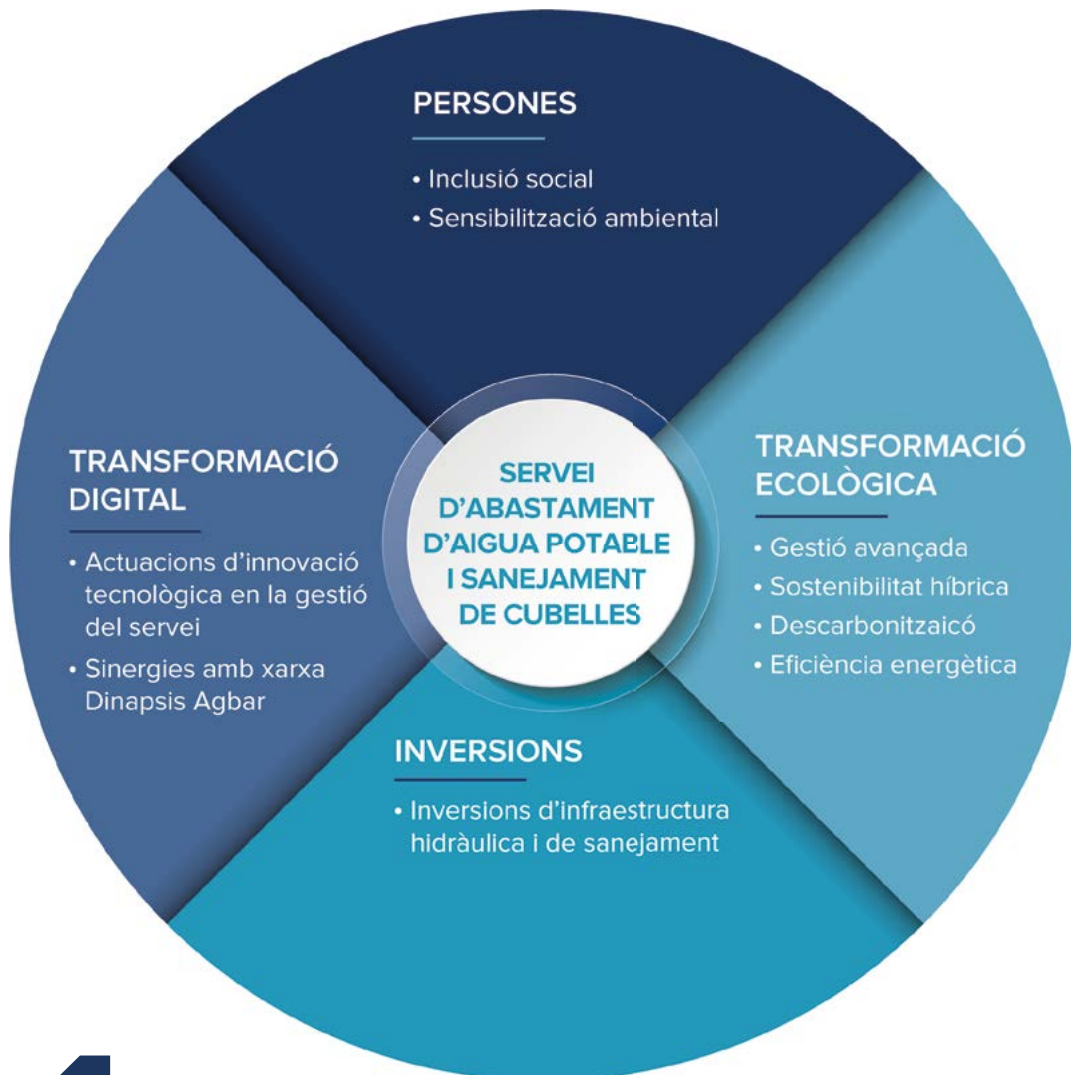 PERSONES
• Inclusió social
• Sensibilització ambiental
TRANSFORMACIÓ
DIGITAL
• Actuacions d'innovació
tecnològica en la gestió
del servei
• Sinergies amb xarxa
Dinapsis Agbar
SERVEI
D'ABASTAMENT
D'AIGUA POTABLE
I SANEJAMENT
DE CUBELLES
TRANSFORMACIÓ
ECOLÒGICA
• Gestió avançada
• Sostenibilitat híbrica
• Descarbonitzaicó
• Eficiència energètica
INVERSIONS
• Inversions d'infraestructura
hidràulica i de sanejament